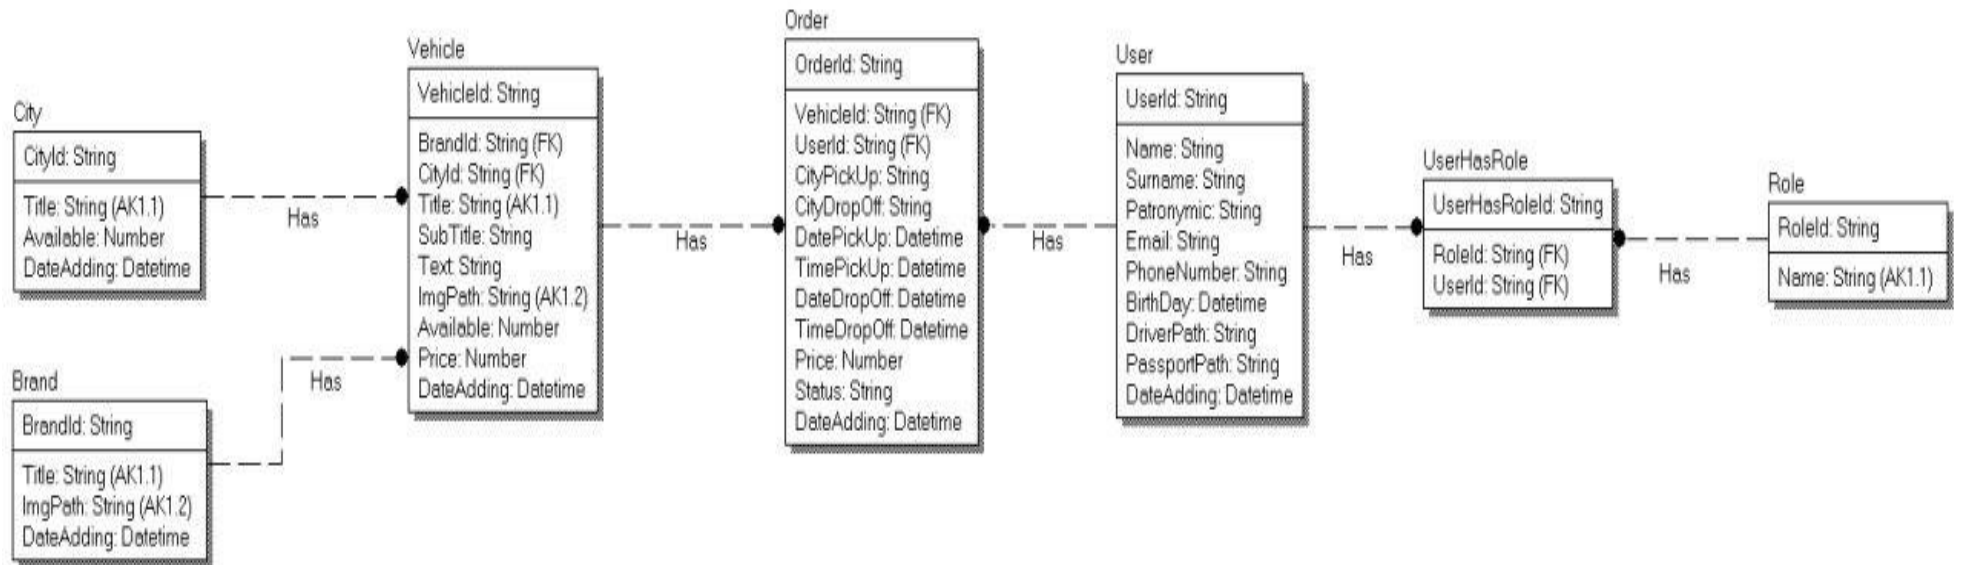 City
CityId: String
Title: String (AK1.1)
Available: Number
DateAdding: Datetime
Has
Brand
BrandId: String
Title: String (AK1.1)
ImgPath: String (AK1.2)
DateAdding: Datetime
Has
Vehicle
VehicleId: String
BrandId: String (FK)
CityId: String (FK)
Title: String (AK1.1)
SubTitle: String
Text: String
ImgPath: String (AK1.2)
Available: Number
Price: Number
DateAdding: Datetime
Has
Order
OrderId: String
VehicleId: String (FK)
UserId: String (FK)
CityPickUp: String
CityDropOff: String
DatePickUp: Datetime
TimePickUp: Datetime
DateDropOff: Datetime
TimeDropOff: Datetime
Price: Number
Status: String
DateAdding: Datetime
Has
User
UserId: String
Name: String
Surname: String
Patronymic: String
Email: String
PhoneNumber: String
BirthDay: Datetime
DriverPath: String
PassportPath: String
DateAdding: Datetime
Has
UserHasRole
UserHasRoleId: String
RoleId: String (FK)
UserId: String (FK)
Has
Role
RoleId: String
Name: String (AK1.1)